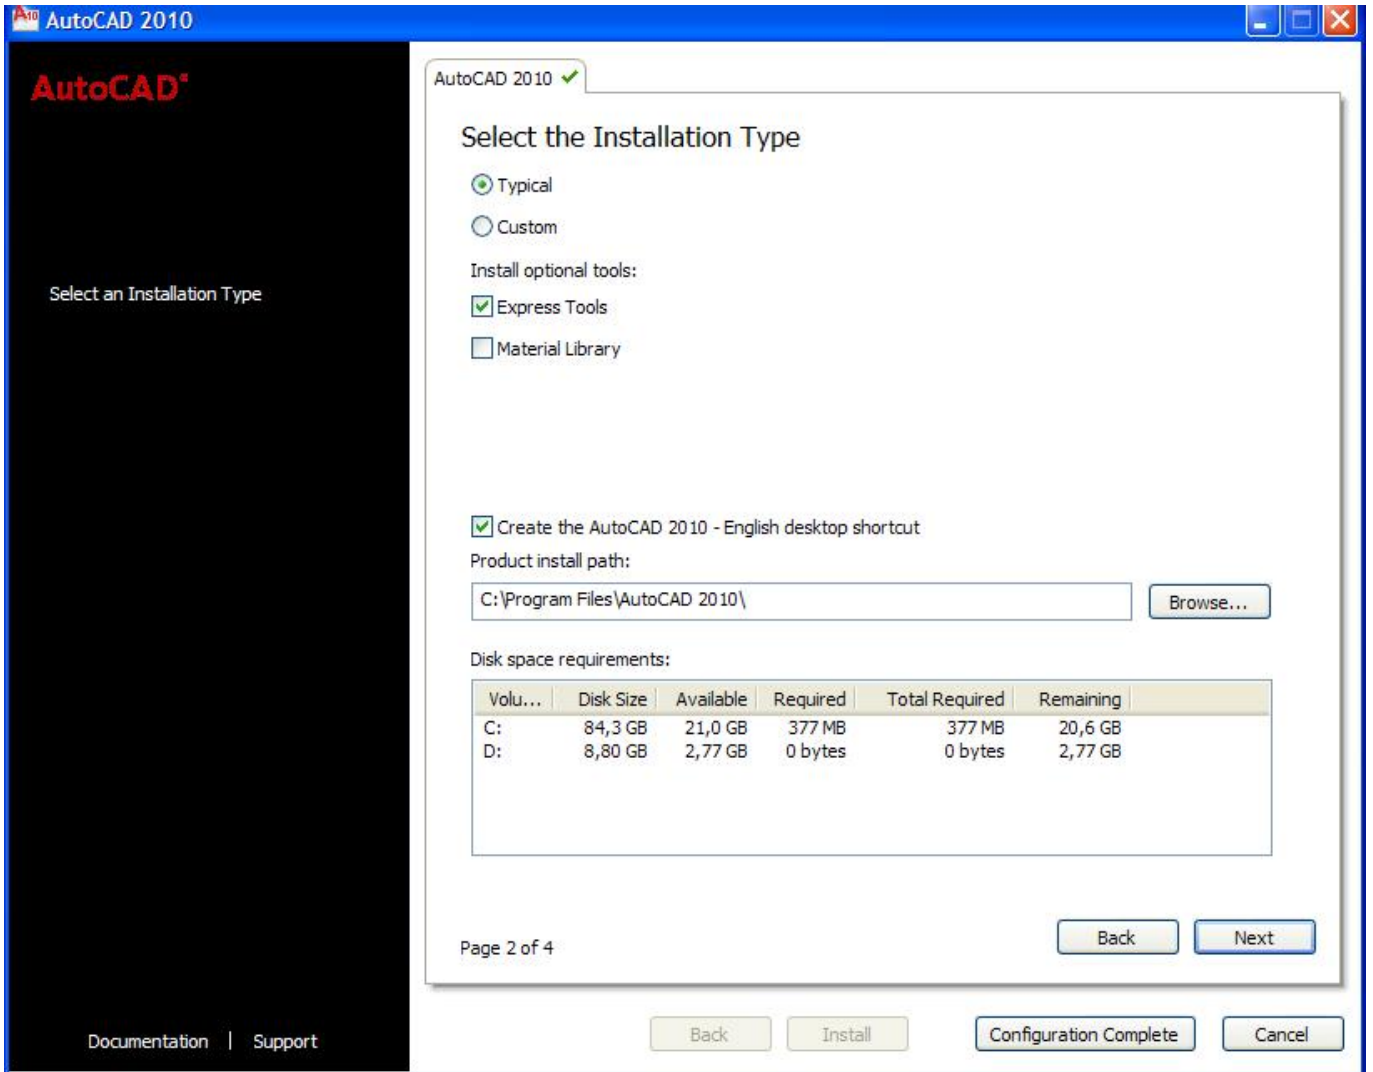 AutoCAD 2010
AutoCAD®
Select an Installation Type
Documentation | Support
AutoCAD 2010
Select the Installation Type
Typical
Custom
Install optional tools:
Express Tools
Material Library
Create the AutoCAD 2010 - English desktop shortcut
Product install path:
C:\Program Files\AutoCAD 2010\
Browse...
Disk space requirements:
Volu... Disk Size Available Required Total Required Remaining
C: 84,3 GB 21,0 GB 377 MB 377 MB 20,6 GB
D: 8,80 GB 2,77 GB 0 bytes 0 bytes 2,77 GB
Page 2 of 4
Back Next
Back Install Configuration Complete Cancel